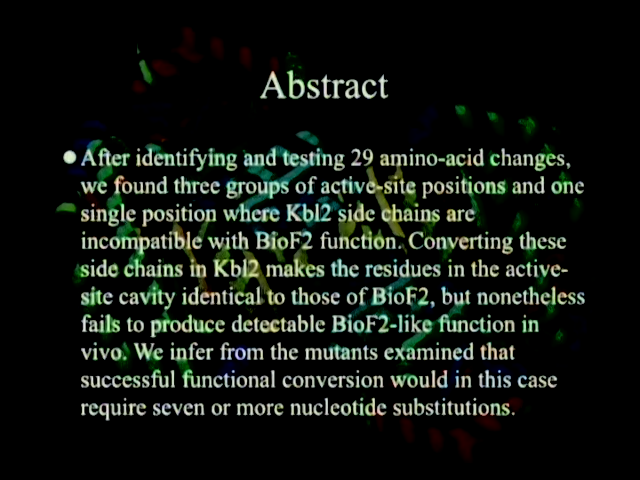 Abstract
• After identifying and testing 29 amino-acid changes,
we found three groups of active-site positions and one
single position where Kbl2 side chains are
incompatible with BioF2 function. Converting these
side chains in Kbl2 makes the residues in the active-
site cavity identical to those of BioF2, but nonetheless
fails to produce detectable BioF2-like function in
vivo. We infer from the mutants examined that
successful functional conversion would in this case
require seven or more nucleotide substitutions.